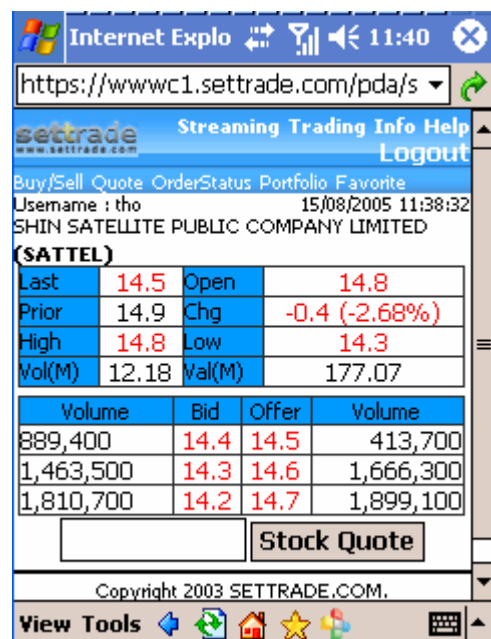 Internet Explo 11:40
https://wwwc1.settrade.com/pda/s
settrade
www.settrade.com
Streaming Trading Info Help
Logout
Buy/Sell Quote OrderStatus Portfolio Favorite
Username : tho 15/08/2005 11:38:32
SHIN SATELLITE PUBLIC COMPANY LIMITED
(SATTEL)
Last 14.5 Open 14.8
Prior 14.9 Chg -0.4 (-2.68%)
High 14.8 Low 14.3
Vol(M) 12.18 Val(M) 177.07
Volume Bid Offer Volume
889,400 14.4 14.5 413,700
1,463,500 14.3 14.6 1,666,300
1,810,700 14.2 14.7 1,899,100
Stock Quote
Copyright 2003 SETTRADE.COM.
View Tools